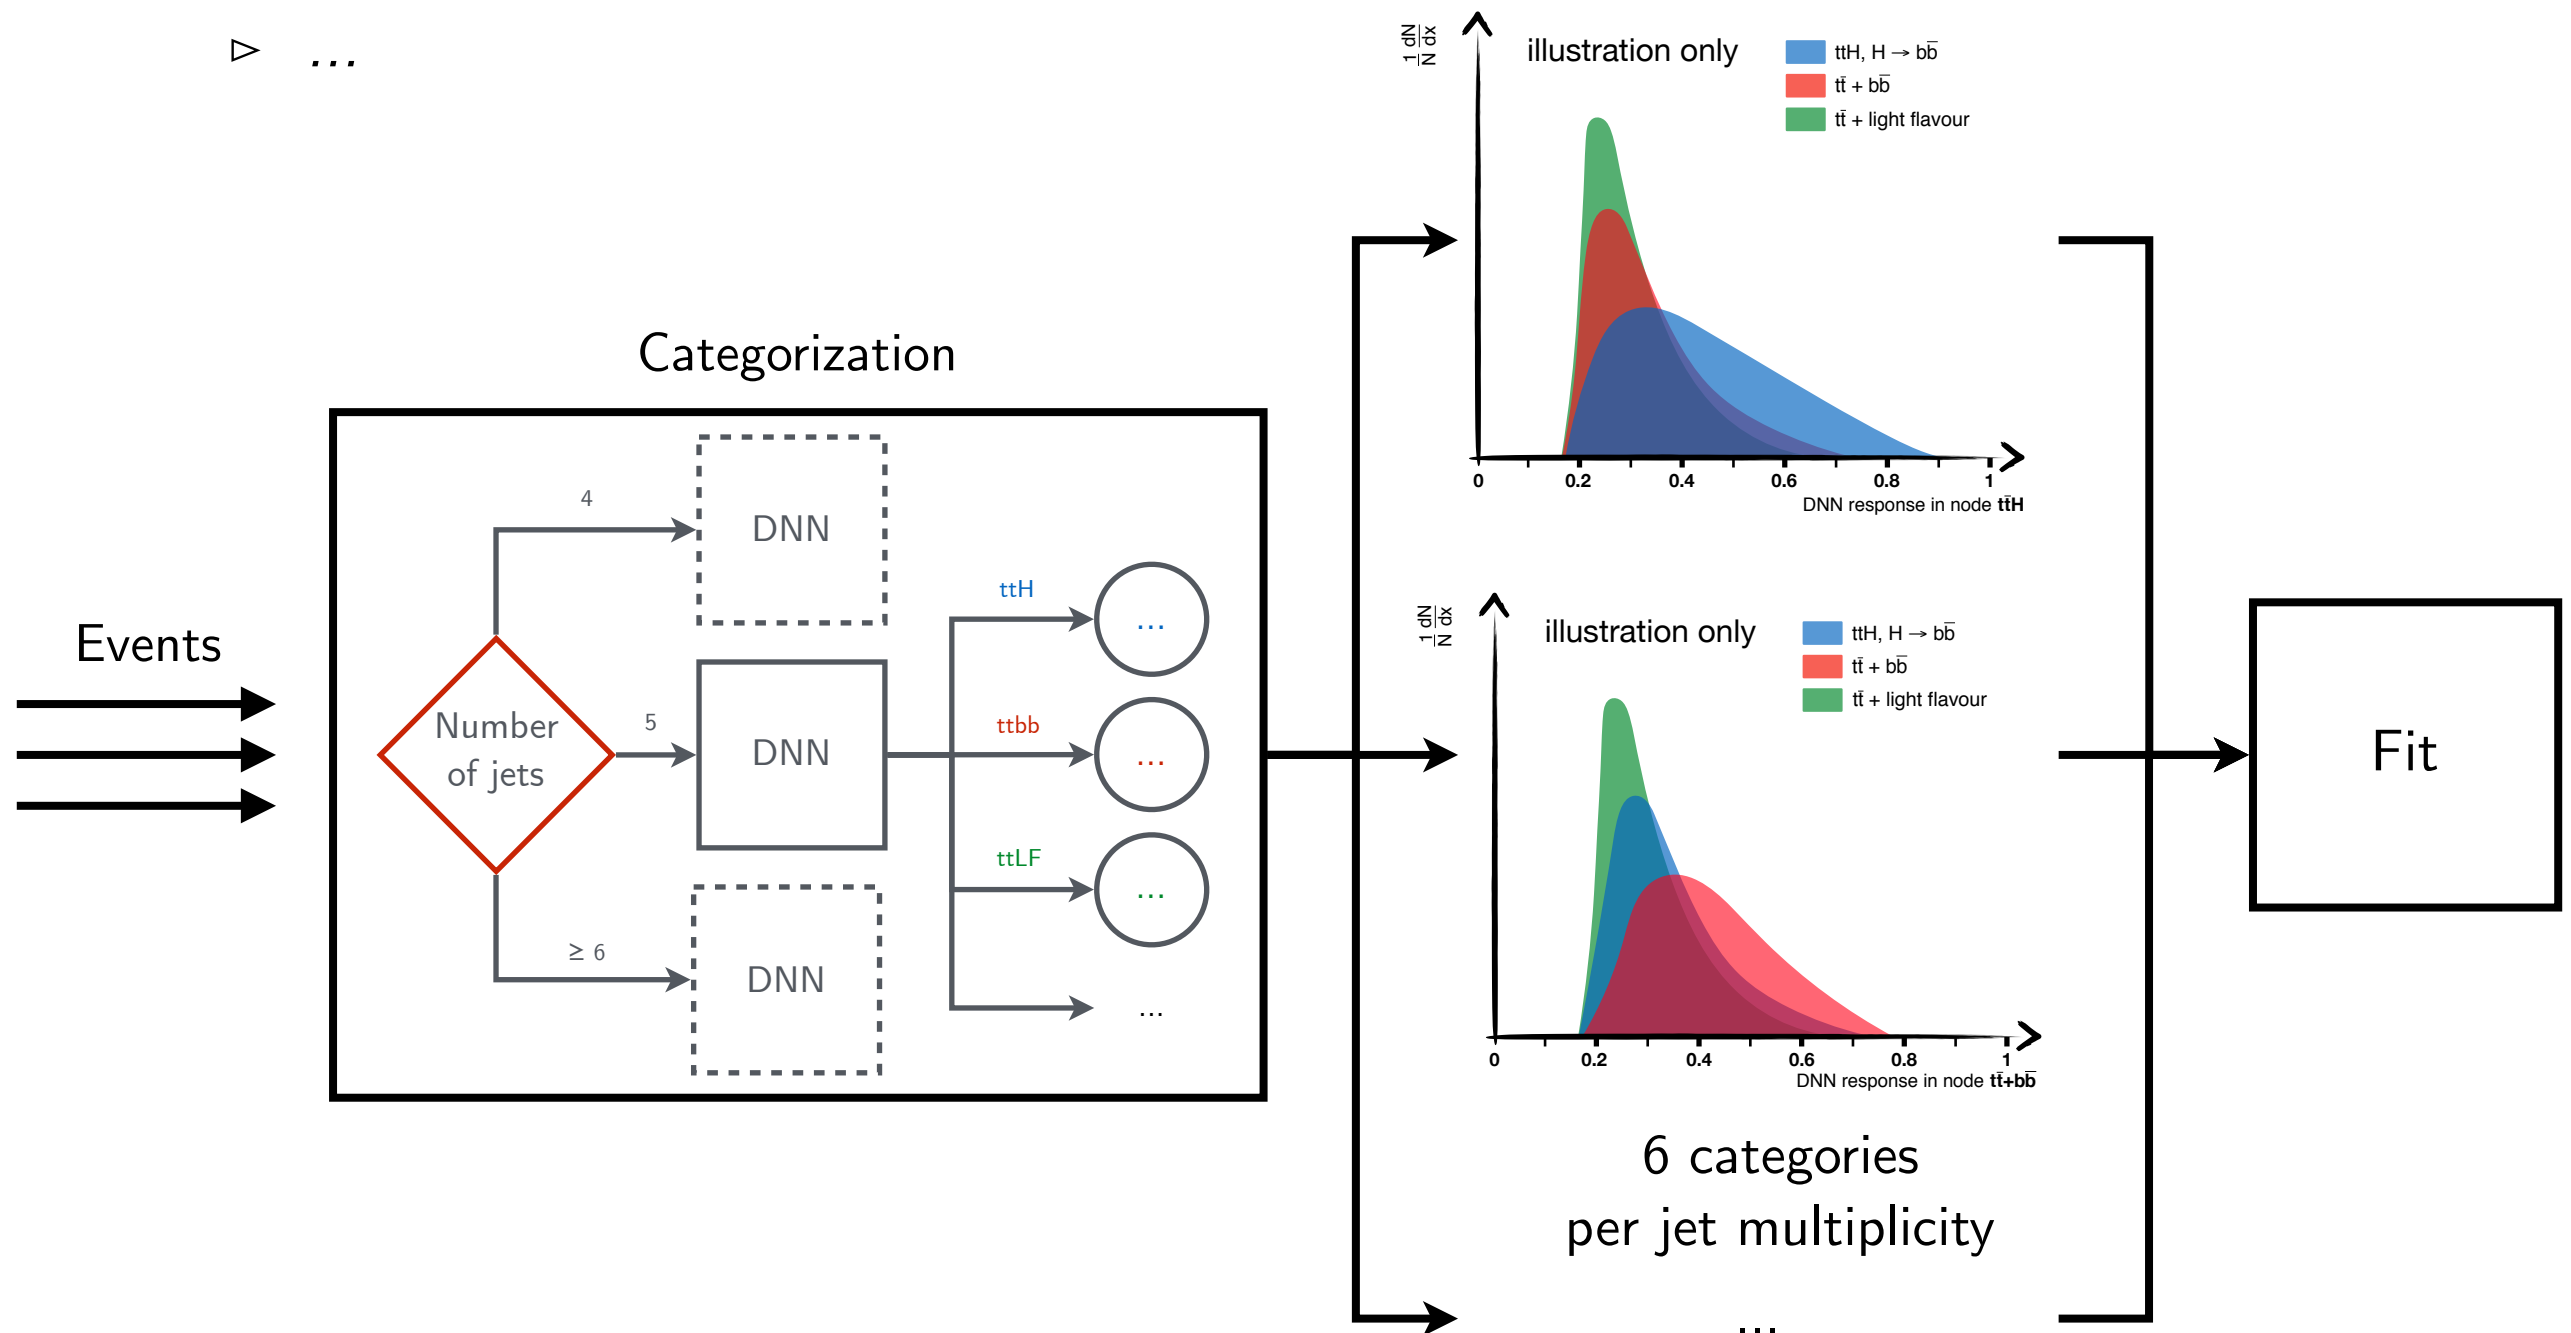 ▷ ...
Categorization
Events
Number
of jets
4
5
≥ 6
DNN
DNN
DNN
ttH
...
ttbb
...
ttLF
...
...
1 dN
N dx
illustration only
ttH, H → bb̅
tt̅ + bb̅
tt̅ + light flavour
0 0.2 0.4 0.6 0.8 1
DNN response in node tt̅H
1 dN
N dx
illustration only
ttH, H → bb̅
tt̅ + bb̅
tt̅ + light flavour
0 0.2 0.4 0.6 0.8 1
DNN response in node tt̅+bb̅
6 categories
per jet multiplicity
...
Fit